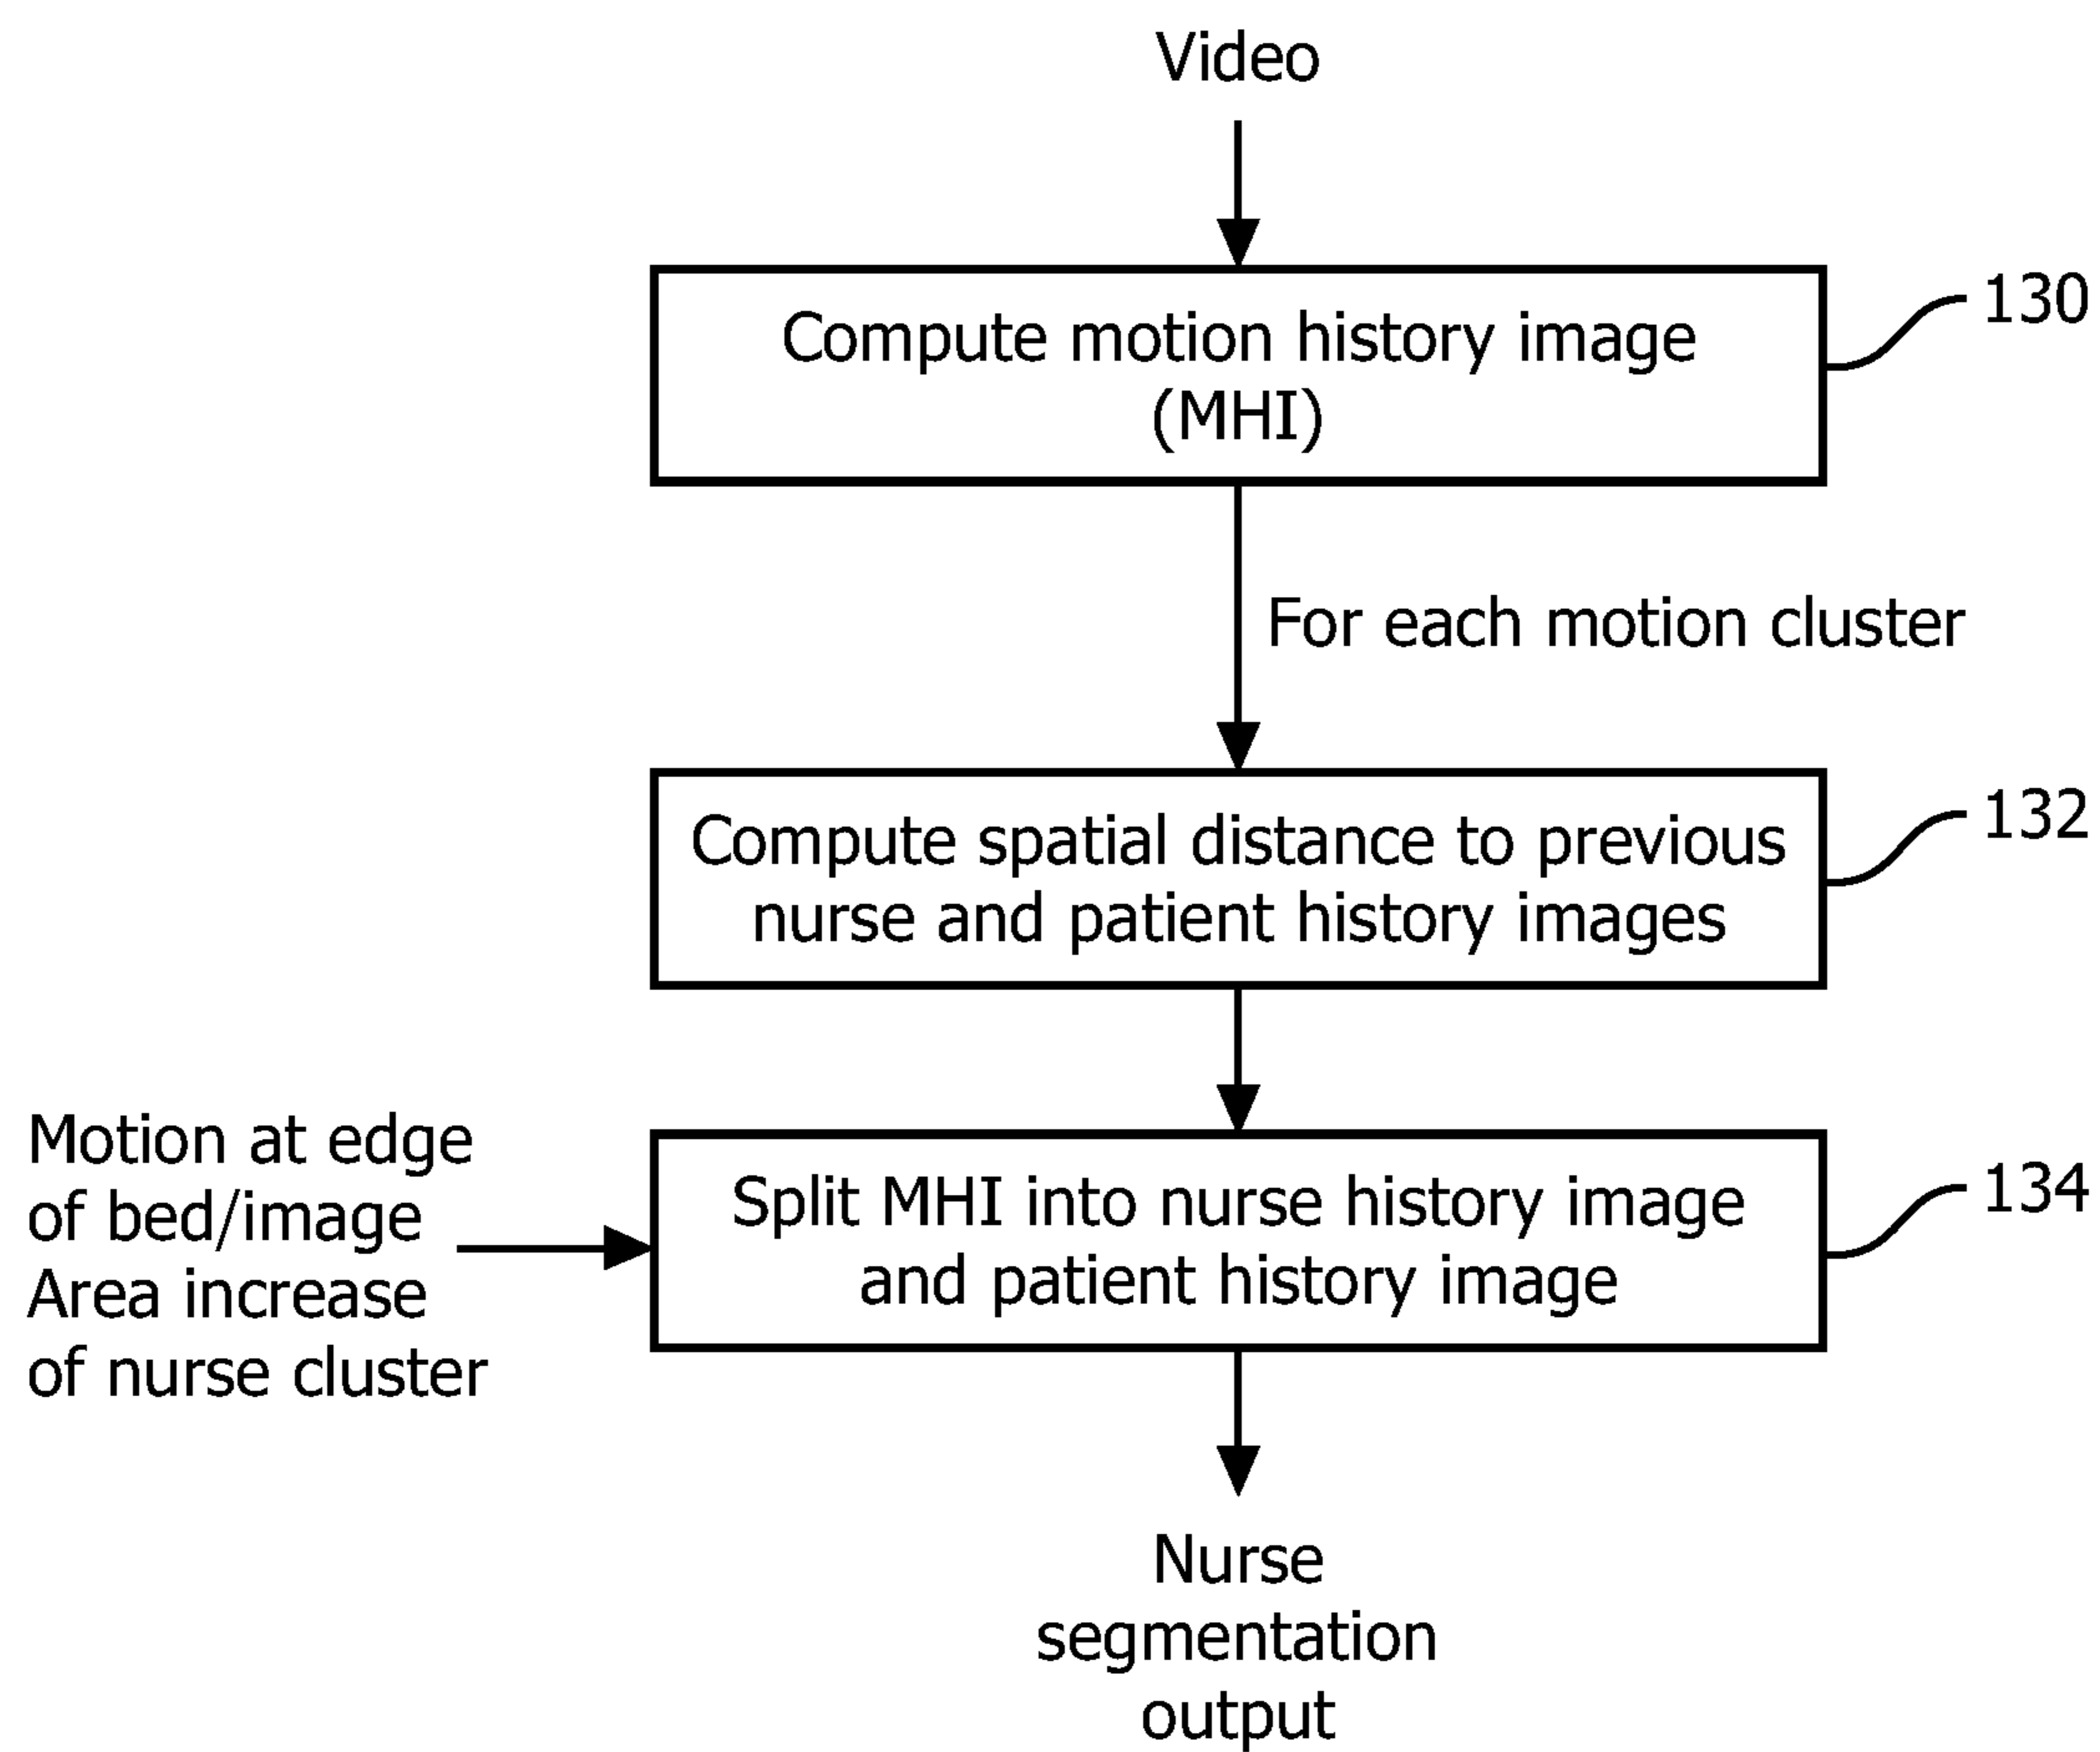 Video
Compute motion history image
(MHI)
130
For each motion cluster
Compute spatial distance to previous
nurse and patient history images
132
Motion at edge
of bed/image
Area increase
of nurse cluster
Split MHI into nurse history image
and patient history image
134
Nurse
segmentation
output